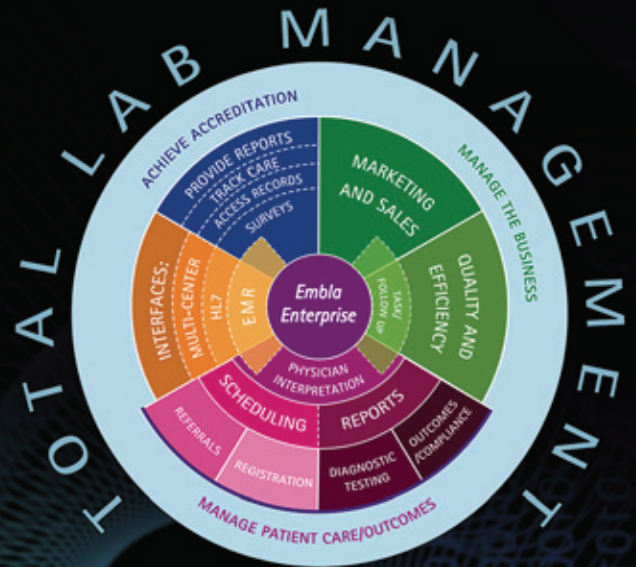 TOTAL LAB MANAGEMENT
ACHIEVE ACCREDITATION
MANAGE THE BUSINESS
MANAGE PATIENT CARE/OUTCOMES
PROVIDE REPORTS
TRACK CARE
ACCESS RECORDS
SURVEYS
MARKETING
AND SALES
QUALITY AND
EFFICIENCY
TASK/
FOLLOW UP
INTERFACES:
MULTI-CENTER
HL7
EMR
Embla
Enterprise
PHYSICIAN
INTERPRETATION
SCHEDULING
REPORTS
REFERRALS
REGISTRATION
DIAGNOSTIC
TESTING
OUTCOMES
/COMPLIANCE